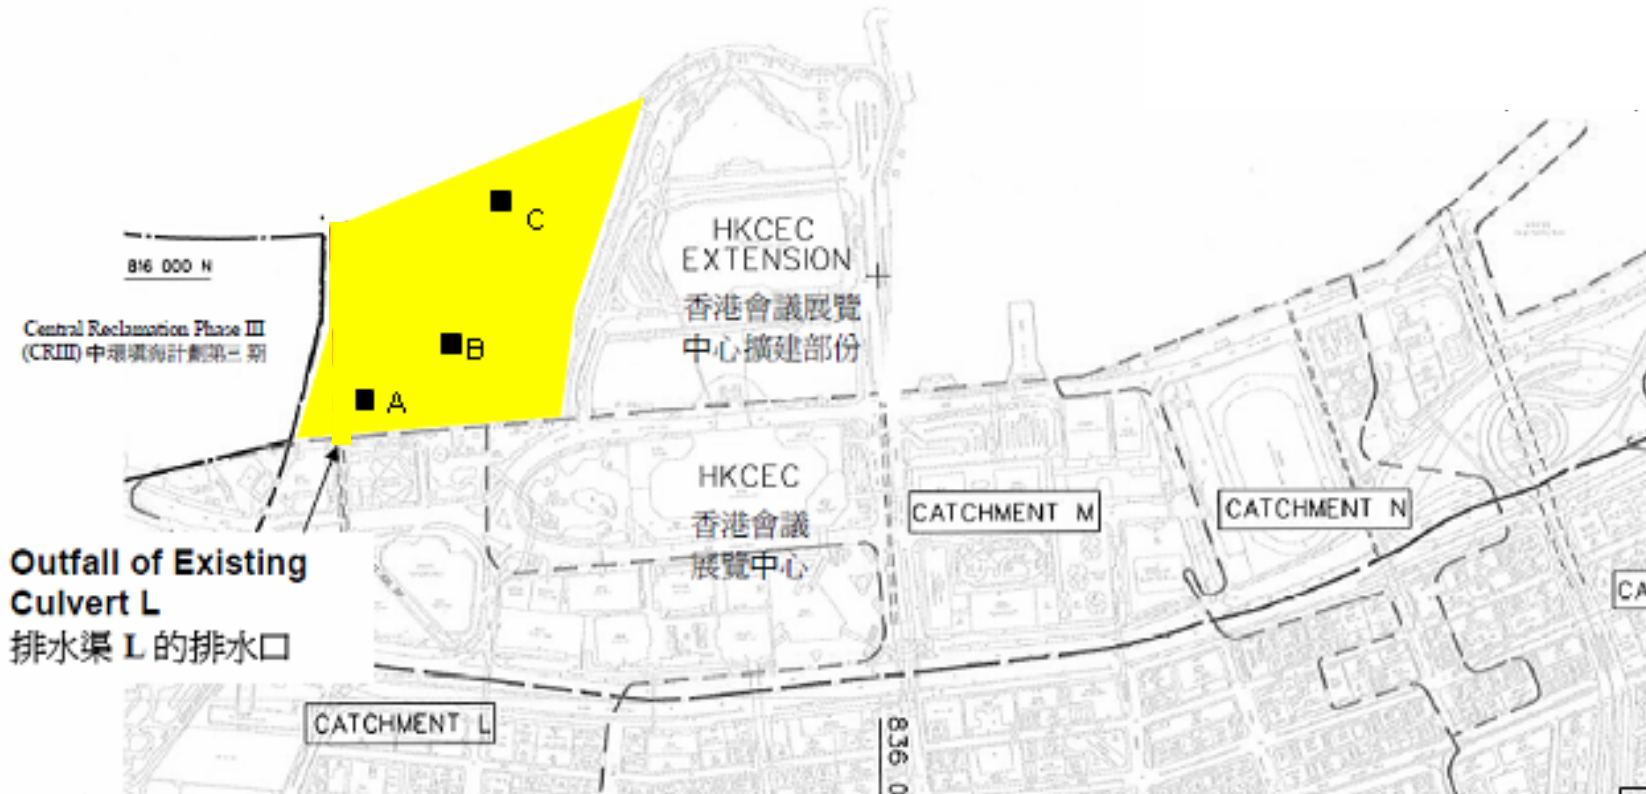 C
HKCEC
EXTENSION
香港會議展覽
中心擴建部份
816 000 N
Central Reclamation Phase III
(CRIII) 中環填海計劃第三期
B
A
HKCEC
香港會議
展覽中心
CATCHMENT M
CATCHMENT N
Outfall of Existing
Culvert L
排水渠 L 的排水口
CATCHMENT L
836 0
CA